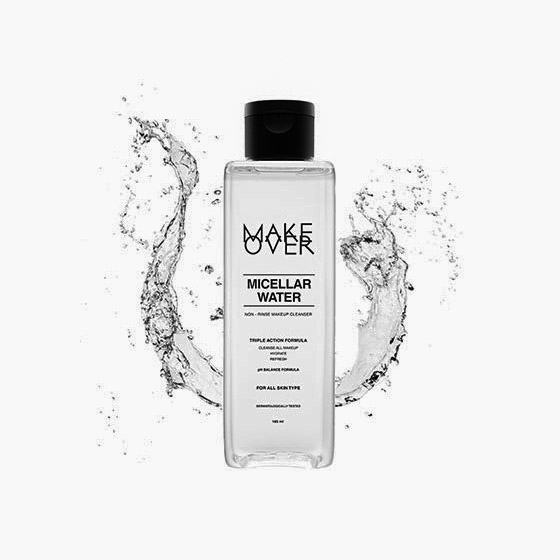 MAKE
OVER
MICELLAR
WATER
NON - RINSE MAKEUP CLEANSER
TRIPLE ACTION FORMULA
CLEANSE ALL MAKEUP
HYDRATE
REFRESH
pH BALANCE FORMULA
FOR ALL SKIN TYPE
DERMATOLOGICALLY TESTED